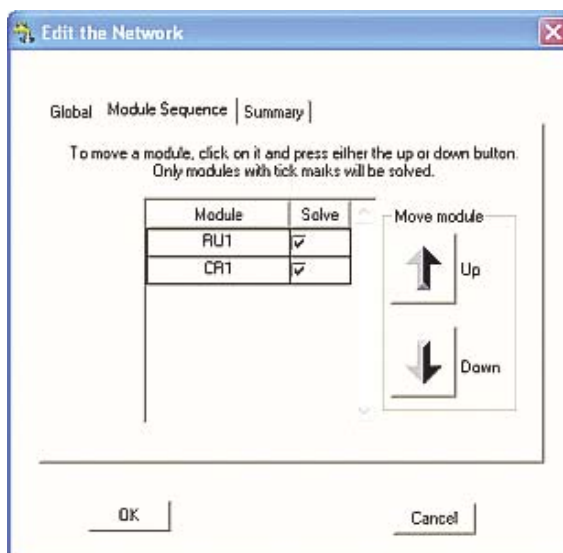 Edit the Network
Global Module Sequence Summary
To move a module, click on it and press either the up or down button.
Only modules with tick marks will be solved.
Module Solve
RU1
CR1
Move module
Up
Down
OK Cancel